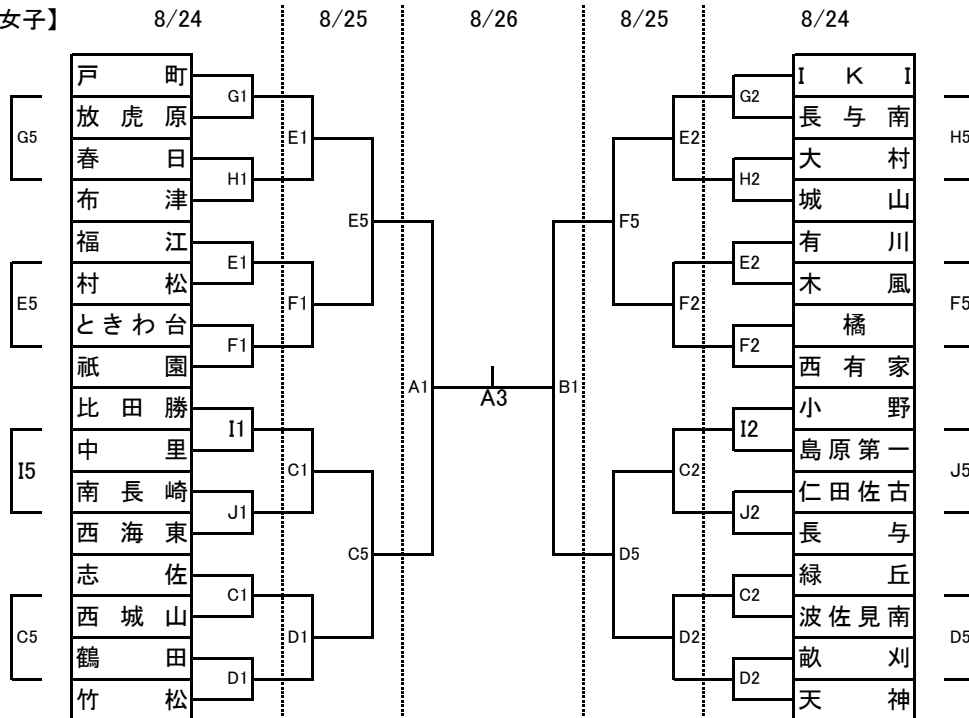 女子】 8/24 8/25 8/26 8/25 8/24
戸町 IKI
G1 G2
放虎原 長与南
G5 E1 E2 H5
春日 大村
H1 H2
布津 城山
E5 F5
福江 有川
E1 E2
村松 木風
E5 F1 F2 F5
ときわ台 橘
F1 F2
祇園 西有家
A1 A3 B1
比田勝 小野
I1 I2
中里 島原第一
I5 C1 C2 J5
南長崎 仁田佐古
J1 J2
西海東 長与
C5 D5
志佐 緑丘
C1 C2
西城山 波佐見南
C5 D1 D2 D5
鶴田 畝刈
D1 D2
竹松 天神